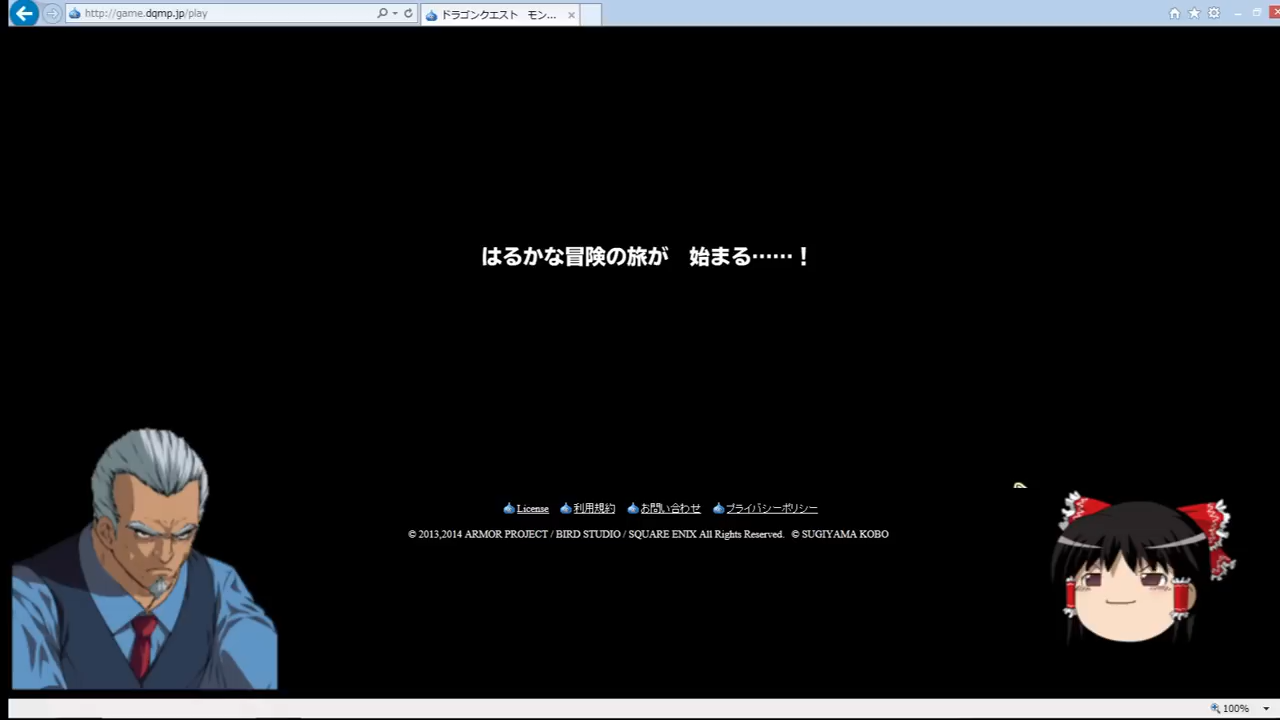 http://game.dqmp.jp/play
ドラゴンクエスト　モン...
はるかな冒険の旅が　始まる……！
License 利用規約 お問い合わせ プライバシーポリシー
© 2013,2014 ARMOR PROJECT / BIRD STUDIO / SQUARE ENIX All Rights Reserved. © SUGIYAMA KOBO
100%